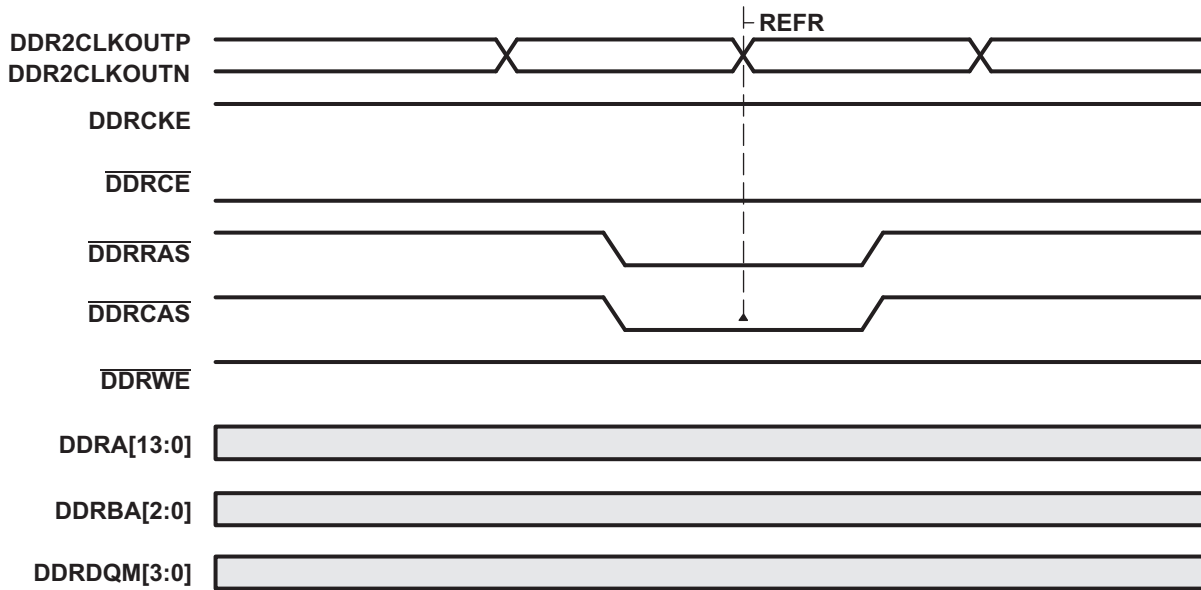 REFR
DDR2CLKOUTP
DDR2CLKOUTN
DDRCKE
DDRCE
DDRRAS
DDRCAS
DDRWE
DDRA[13:0]
DDRBA[2:0]
DDRDQM[3:0]